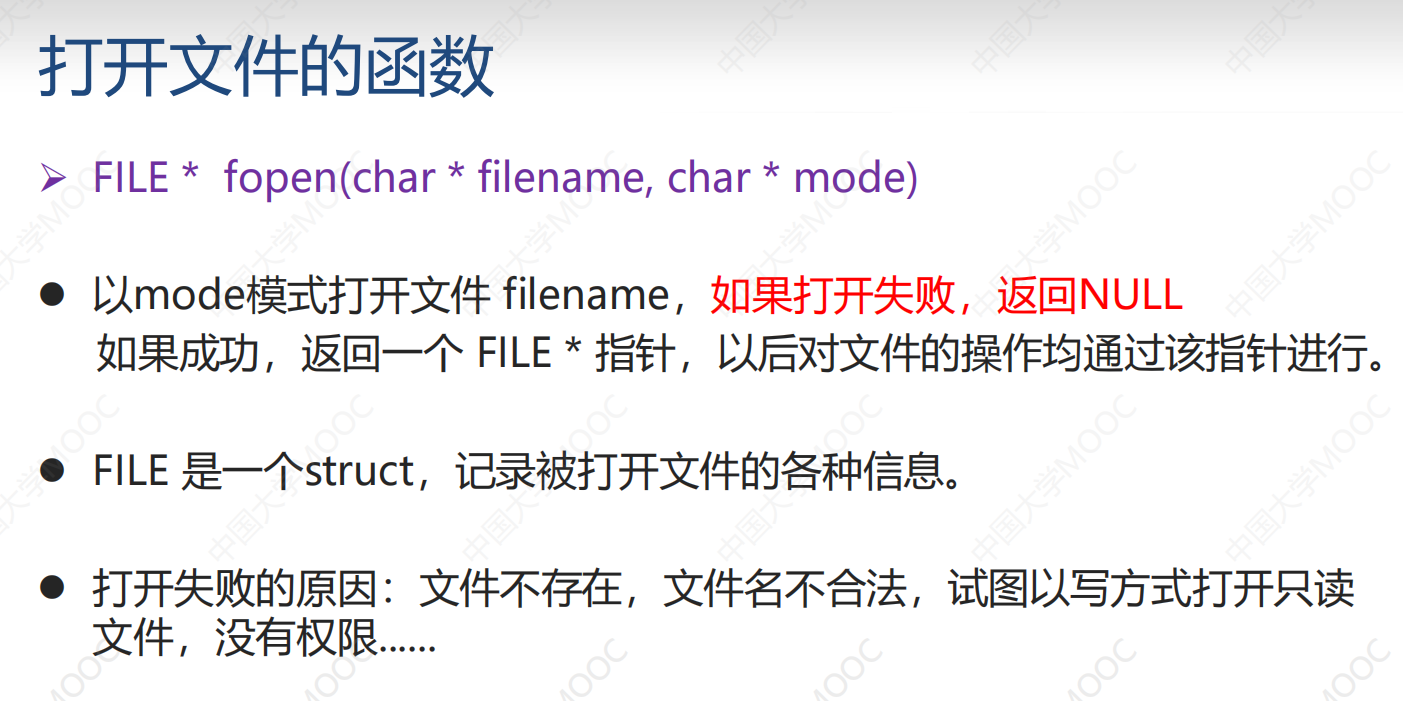 打开文件的函数
FILE * fopen(char * filename, char * mode)
以mode模式打开文件 filename，如果打开失败，返回NULL
如果成功，返回一个 FILE * 指针，以后对文件的操作均通过该指针进行。
FILE 是一个struct，记录被打开文件的各种信息。
打开失败的原因：文件不存在，文件名不合法，试图以写方式打开只读
文件，没有权限......
中国大学MOOC